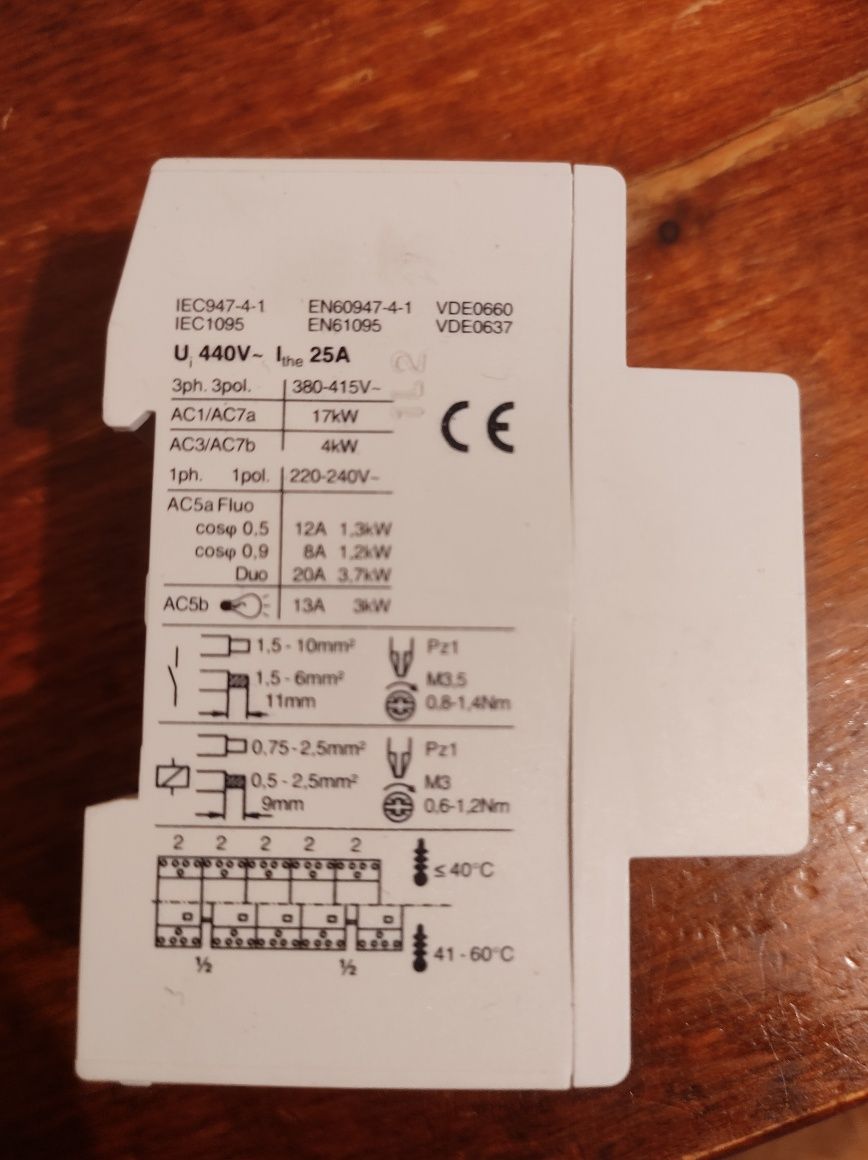 IEC947-4-1 EN60947-4-1 VDE0660
IEC1095 EN61095 VDE0637
Ui 440V~ Ithe 25A
1L2
3ph. 3pol. 380-415V~
AC1/AC7a 17kW
CE
AC3/AC7b 4kW
1ph. 1pol. 220-240V~
AC5a Fluo
cosφ 0,5 12A 1,3kW
cosφ 0,9 8A 1,2kW
Duo 20A 3,7kW
AC5b 13A 3kW
1,5-10mm² Pz1
1,5-6mm² M3,5
11mm 0,8-1,4Nm
0,75-2,5mm² Pz1
0,5-2,5mm² M3
9mm 0,6-1,2Nm
2 2 2 2 2
≤40°C
41-60°C
½ ½